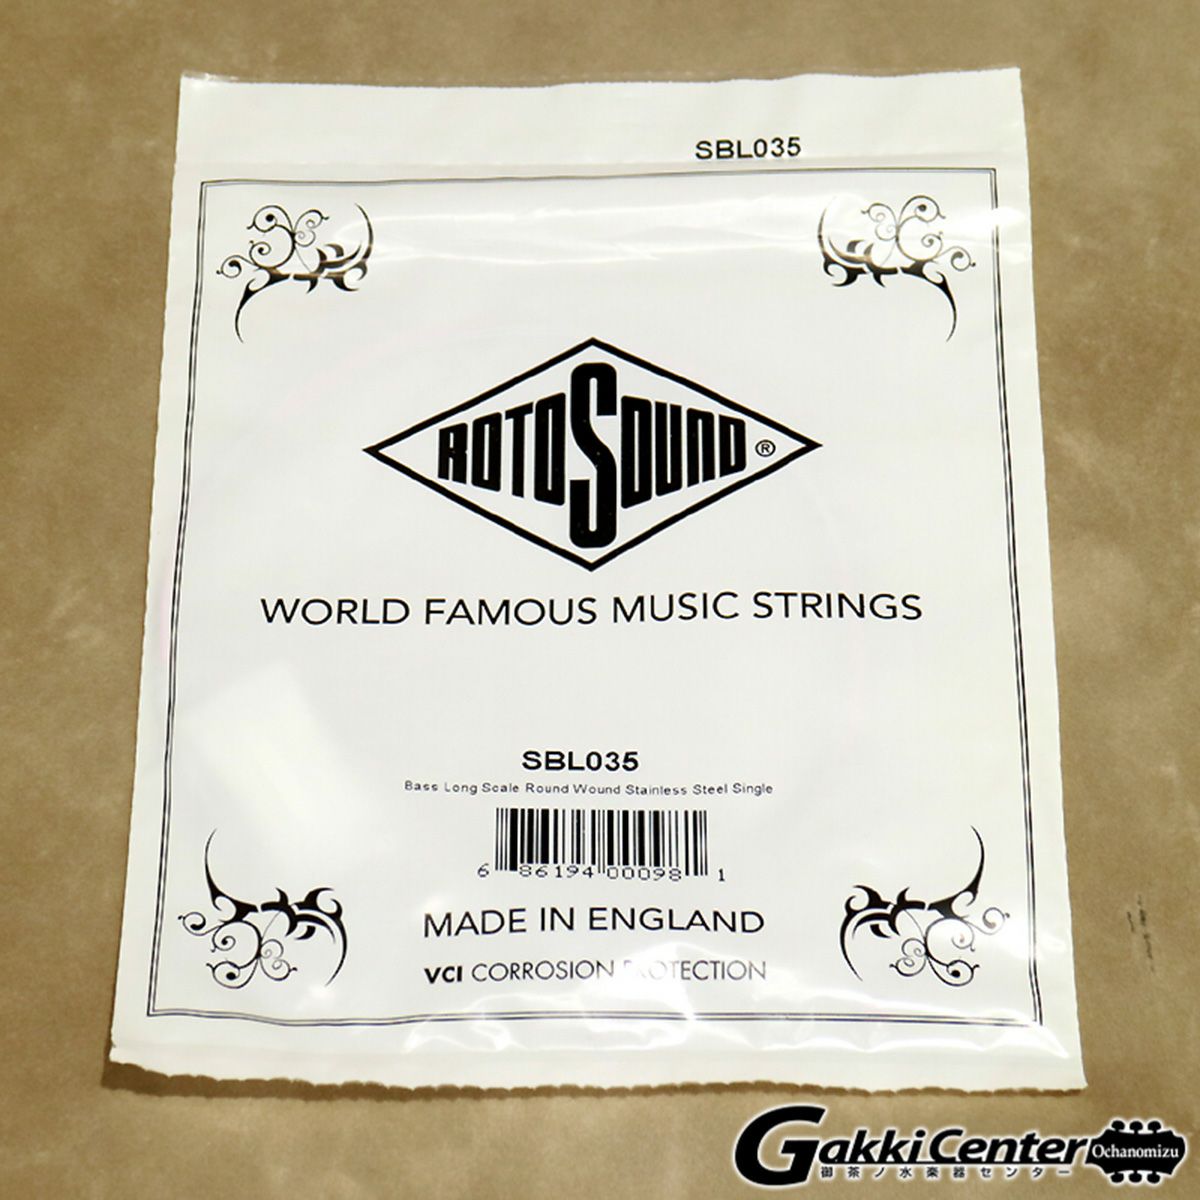 SBL035
ROTOSOUND®
WORLD FAMOUS MUSIC STRINGS
SBL035
Bass Long Scale Round Wound Stainless Steel Single
6 86194 00098 1
MADE IN ENGLAND
VCI CORROSION PROTECTION
GakkiCenter Ochanomizu
御茶ノ水楽器センター